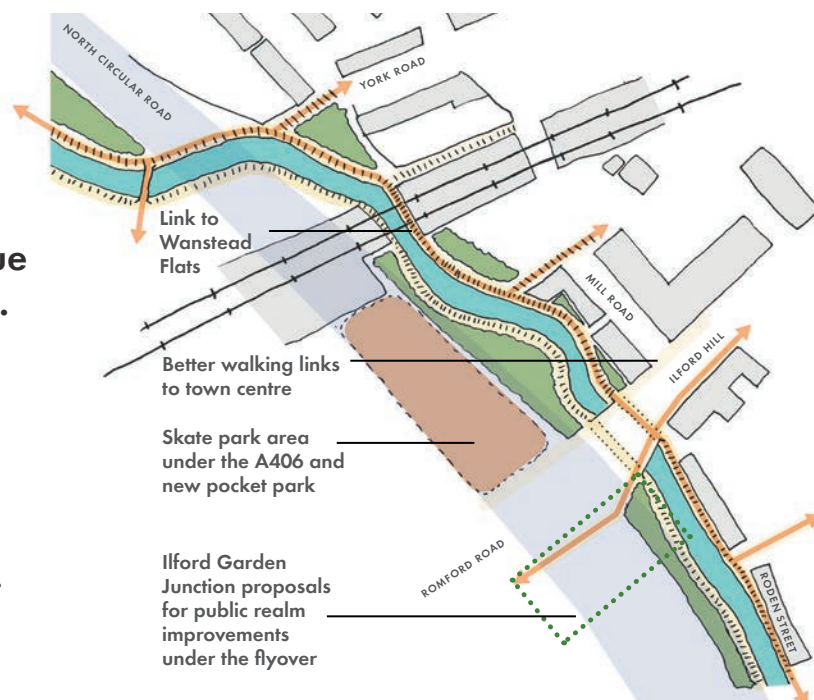 NORTH CIRCULAR ROAD
YORK ROAD
Link to
Wanstead
Flats
MILL ROAD
ILFORD HILL
Better walking links
to town centre
Skate park area
under the A406 and
new pocket park
ROMFORD ROAD
Ilford Garden
Junction proposals
for public realm
improvements
under the flyover
RODEN STREET